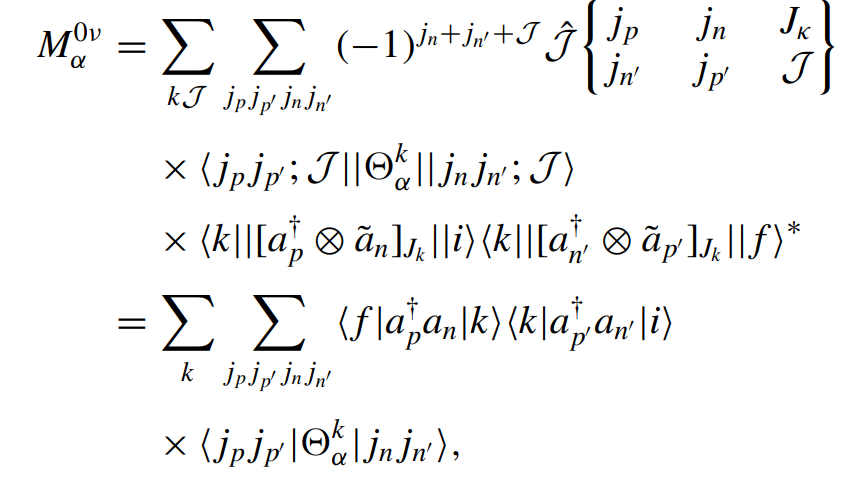 M_α^{0ν} = ∑_{k𝒥} ∑_{j_p j_{p'} j_n j_{n'}} (−1)^{j_n+j_{n'}+𝒥} 𝒥̂ { j_p j_n J_κ ; j_{n'} j_{p'} 𝒥 }
× ⟨j_p j_{p'}; 𝒥||Θ_α^k||j_n j_{n'}; 𝒥⟩
× ⟨k||[a_p^† ⊗ ã_n]_{J_k}||i⟩⟨k||[a_{n'}^† ⊗ ã_{p'}]_{J_k}||f⟩^*
= ∑_k ∑_{j_p j_{p'} j_n j_{n'}} ⟨f|a_p^† a_n|k⟩⟨k|a_{p'}^† a_{n'}|i⟩
× ⟨j_p j_{p'}|Θ_α^k|j_n j_{n'}⟩,